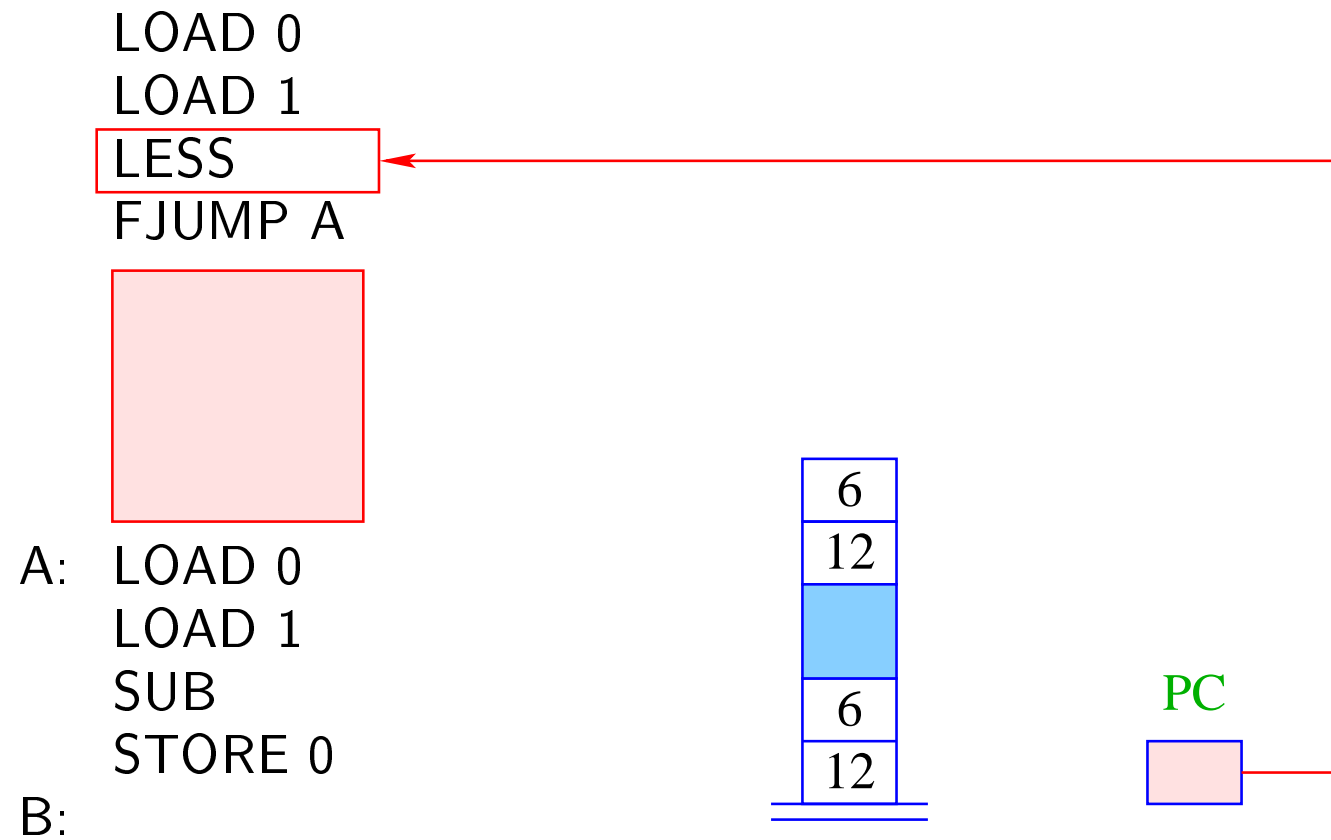 LOAD 0
LOAD 1
LESS
FJUMP A
A: LOAD 0
LOAD 1
SUB
STORE 0
B:
6
12
6
12
PC